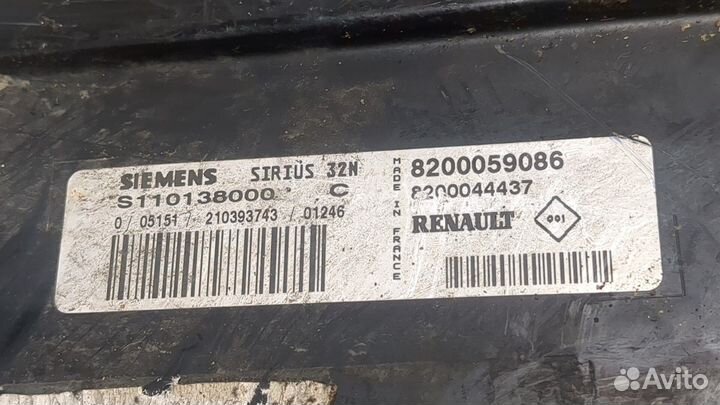 SIEMENS SIRIUS 32N
S110138000 C
0 / 05151 / 210393743 / 01246
MADE IN FRANCE
8200059086
8200044437
RENAULT 001
Avito